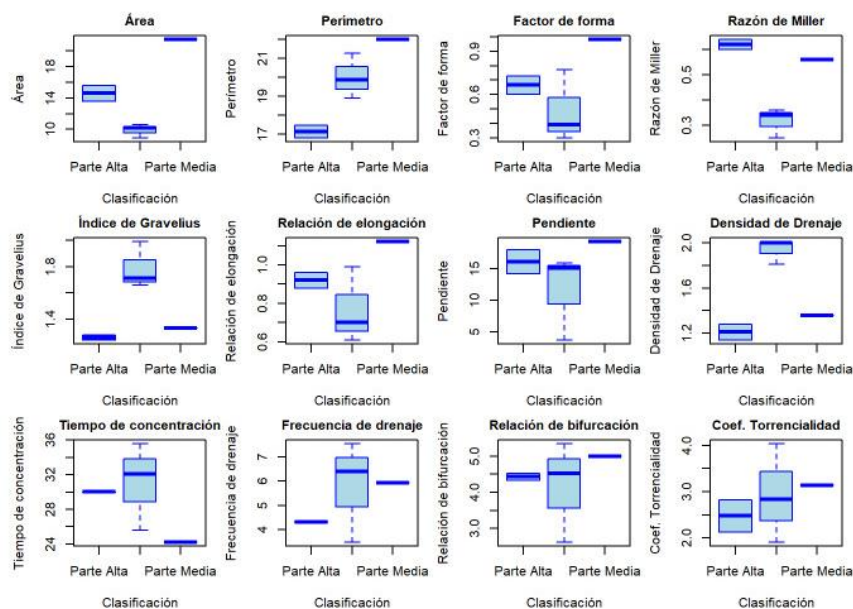 Área Perímetro Factor de forma Razón de Miller
Área
10 14 18
Parte Alta Parte Media
Clasificación
Perímetro
17 19 21
Parte Alta Parte Media
Clasificación
Factor de forma
0.3 0.6 0.9
Parte Alta Parte Media
Clasificación
Razón de Miller
0.3 0.5
Parte Alta Parte Media
Clasificación
Índice de Gravelius Relación de elongación Pendiente Densidad de Drenaje
Índice de Gravelius
1.4 1.8
Parte Alta Parte Media
Clasificación
Relación de elongación
0.6 0.8 1.0
Parte Alta Parte Media
Clasificación
Pendiente
5 10 15
Parte Alta Parte Media
Clasificación
Densidad de Drenaje
1.2 1.6 2.0
Parte Alta Parte Media
Clasificación
Tiempo de concentración Frecuencia de drenaje Relación de bifurcación Coef. Torrencialidad
Tiempo de concentración
24 28 32 36
Parte Alta Parte Media
Clasificación
Frecuencia de drenaje
4 5 6 7
Parte Alta Parte Media
Clasificación
Relación de bifurcación
3.0 4.0 5.0
Parte Alta Parte Media
Clasificación
Coef. Torrencialidad
2.0 3.0 4.0
Parte Alta Parte Media
Clasificación